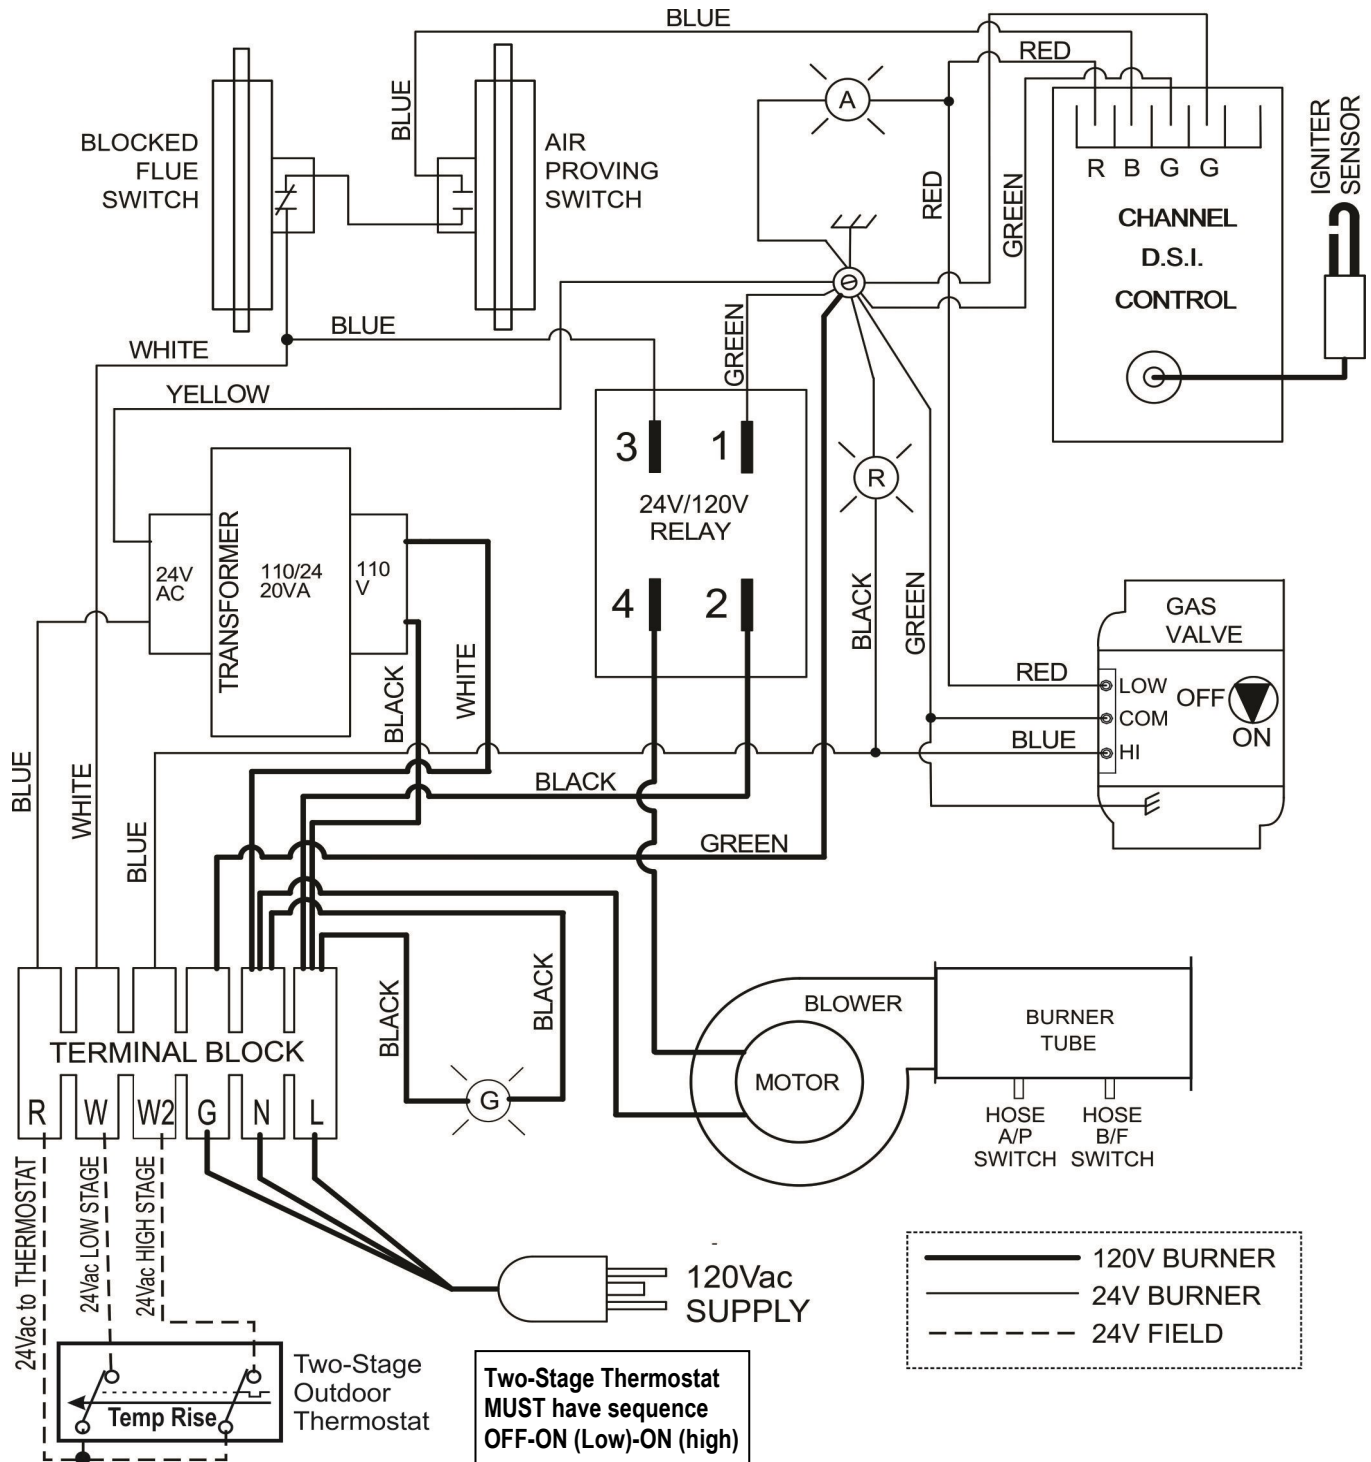 BLUE
RED
BLUE
A
BLOCKED
FLUE
SWITCH
AIR
PROVING
SWITCH
IGNITER
SENSOR
R B G G
CHANNEL
D.S.I.
CONTROL
RED
GREEN
BLUE
WHITE
GREEN
YELLOW
3
1
24V/120V
RELAY
4
2
R
TRANSFORMER
24V
AC
110/24
20VA
110
V
BLACK
WHITE
BLACK
GREEN
GAS
VALVE
RED
LOW
OFF
COM
ON
BLUE
HI
BLUE
WHITE
BLUE
BLACK
GREEN
BLACK
BLACK
G
BLOWER
MOTOR
BURNER
TUBE
HOSE
A/P
SWITCH
HOSE
B/F
SWITCH
TERMINAL BLOCK
R W W2 G N L
24Vac to THERMOSTAT
24Vac LOW STAGE
24Vac HIGH STAGE
120Vac
SUPPLY
120V BURNER
24V BURNER
24V FIELD
Temp Rise
Two-Stage
Outdoor
Thermostat
Two-Stage Thermostat
MUST have sequence
OFF-ON (Low)-ON (high)